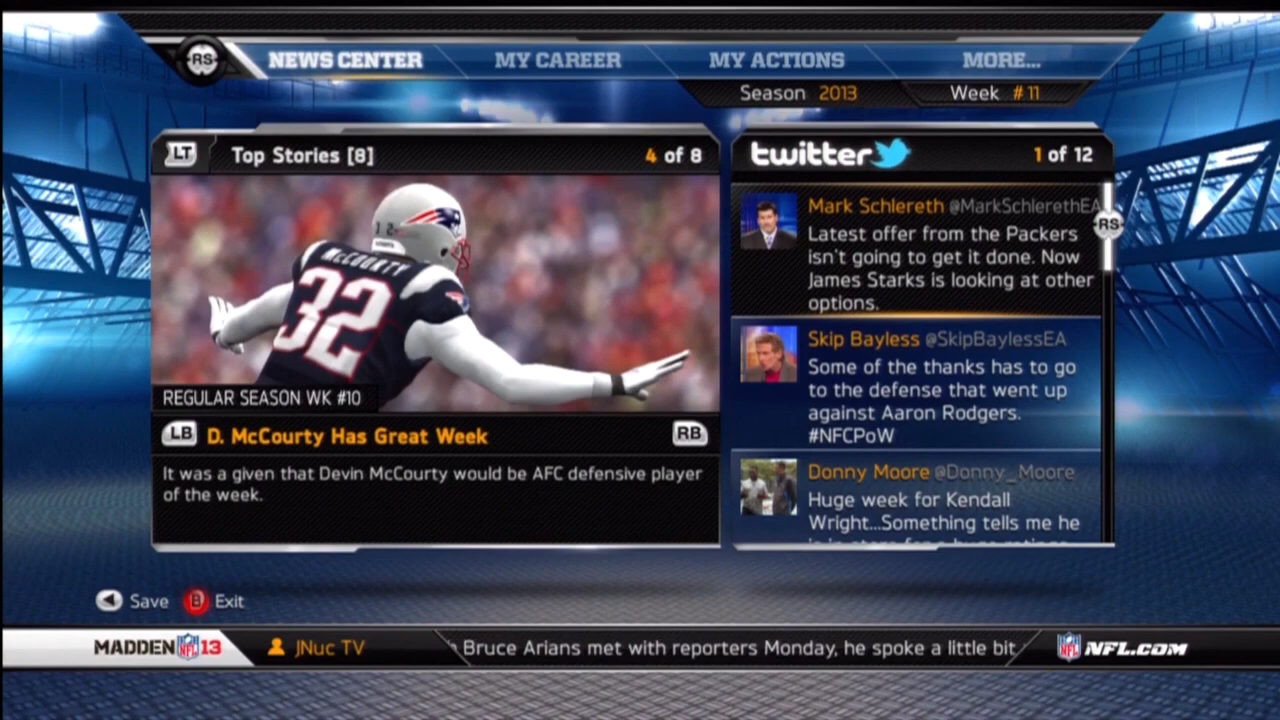 RS
NEWS CENTER
MY CAREER
MY ACTIONS
MORE...
Season 2013
Week #11
LT
Top Stories [8]
4 of 8
McCOURTY
32
REGULAR SEASON WK #10
LB
D. McCourty Has Great Week
RB
It was a given that Devin McCourty would be AFC defensive player
of the week.
twitter
1 of 12
RS
Mark Schlereth @MarkSchlerethEA
Latest offer from the Packers
isn't going to get it done. Now
James Starks is looking at other
options.
Skip Bayless @SkipBaylessEA
Some of the thanks has to go
to the defense that went up
against Aaron Rodgers.
#NFCPoW
Donny Moore @Donny_Moore
Huge week for Kendall
Wright...Something tells me he
Save
B
Exit
MADDEN NFL 13
JNuc TV
Bruce Arians met with reporters Monday, he spoke a little bit
NFL
NFL.COM